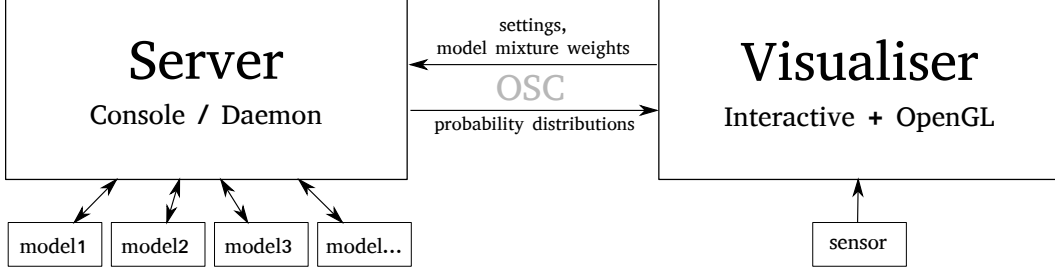 Server
Console / Daemon
settings,
model mixture weights
OSC
probability distributions
Visualiser
Interactive + OpenGL
model1
model2
model3
model...
sensor